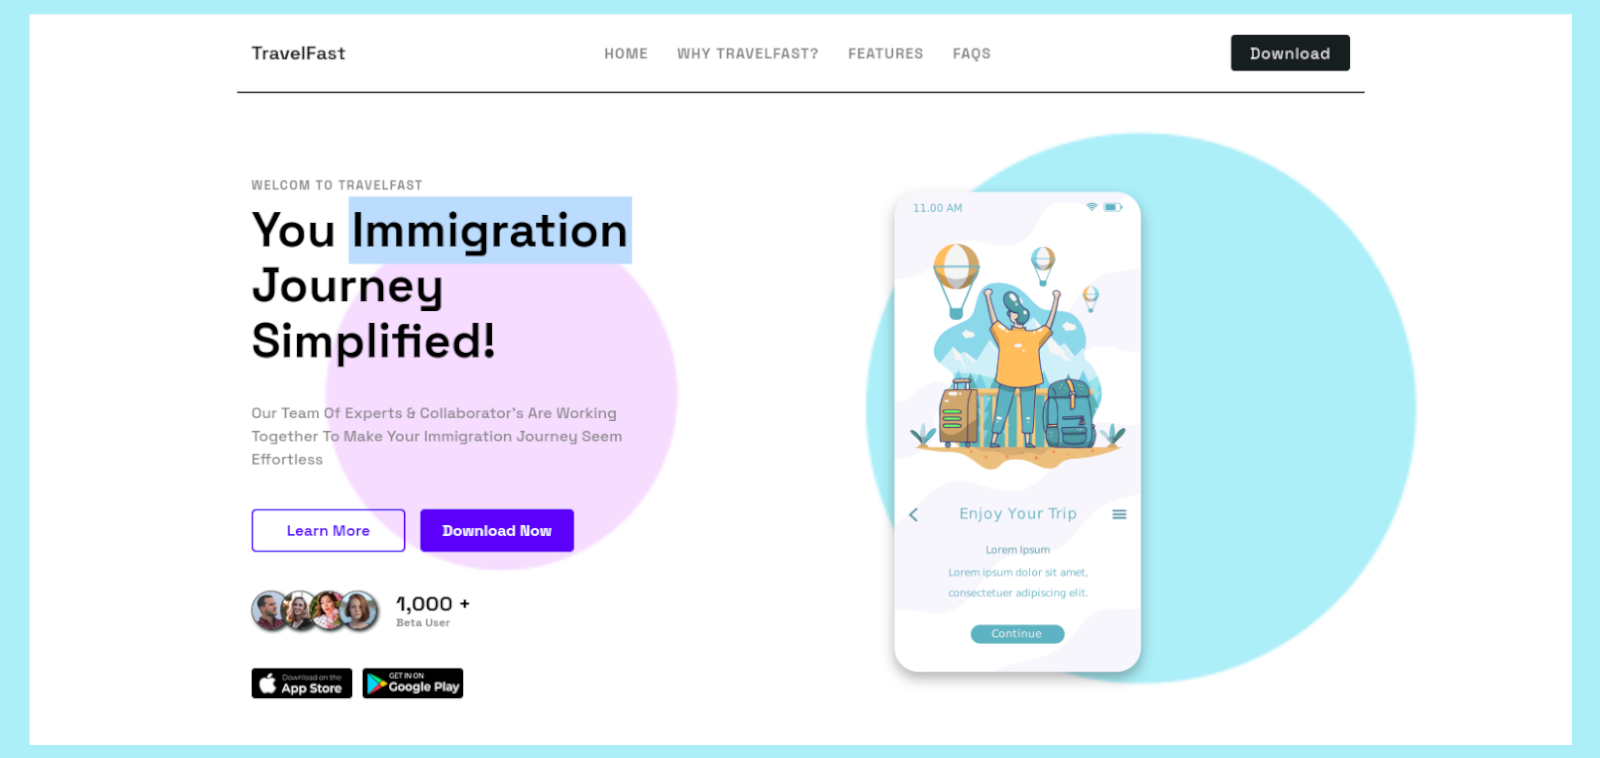 TravelFast
HOME WHY TRAVELFAST? FEATURES FAQS
Download
WELCOM TO TRAVELFAST
You Immigration
Journey
Simplified!
Our Team Of Experts & Collaborator's Are Working
Together To Make Your Immigration Journey Seem
Effortless
Learn More
Download Now
1,000 +
Beta User
Download on the
App Store
GET IN ON
Google Play
11.00 AM
Enjoy Your Trip
Lorem Ipsum
Lorem ipsum dolor sit amet,
consectetuer adipiscing elit.
Continue